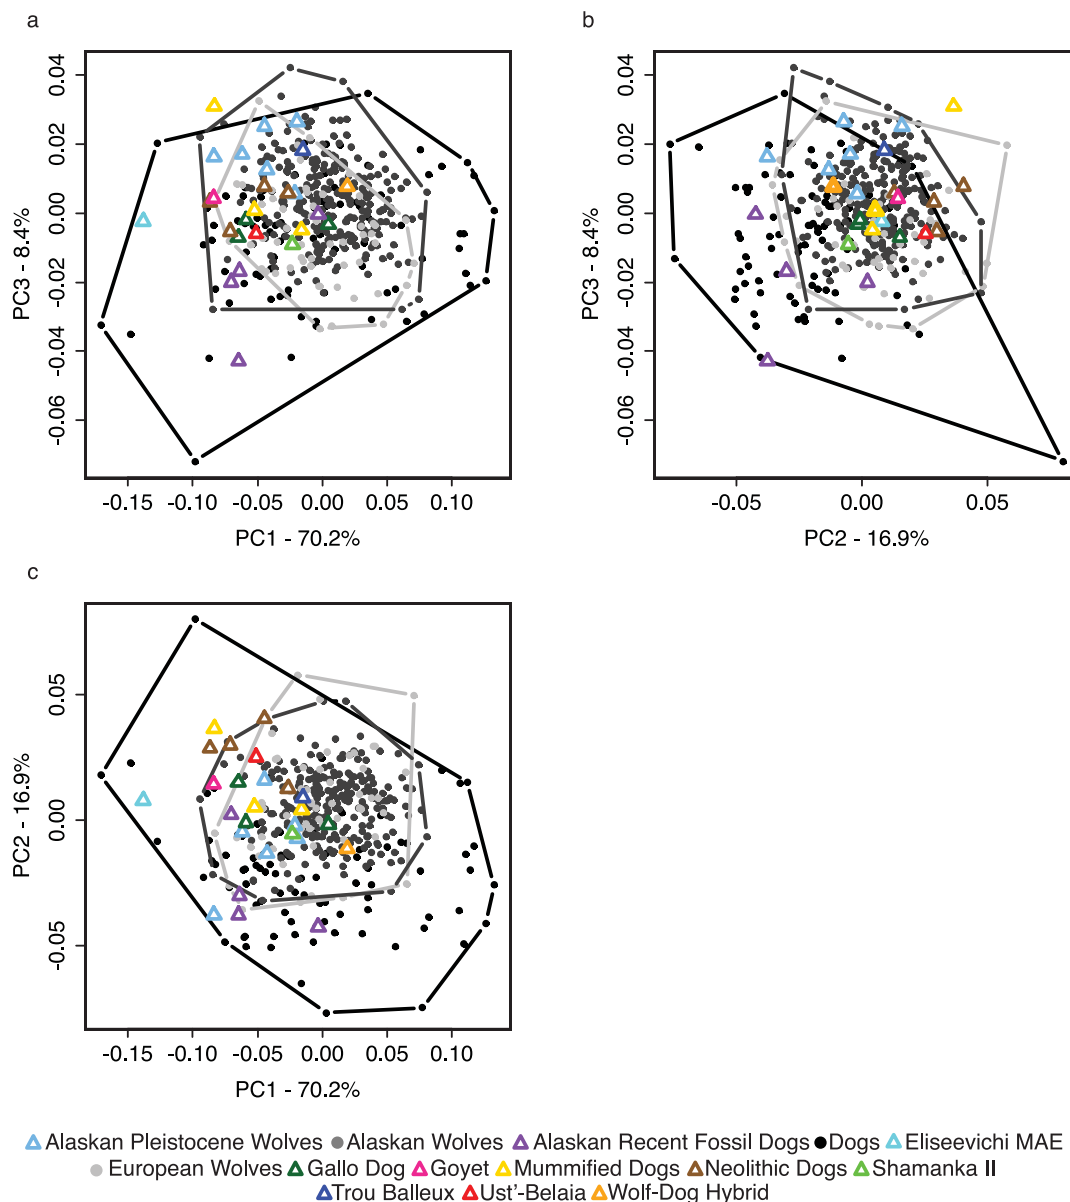 a
b
0.04
0.02
0.00
-0.02
-0.04
-0.06
PC3 - 8.4%
-0.15 -0.10 -0.05 0.00 0.05 0.10
PC1 - 70.2%
0.04
0.02
0.00
-0.02
-0.04
-0.06
PC3 - 8.4%
-0.05 0.00 0.05
PC2 - 16.9%
c
0.05
0.00
-0.05
PC2 - 16.9%
-0.15 -0.10 -0.05 0.00 0.05 0.10
PC1 - 70.2%
Alaskan Pleistocene Wolves Alaskan Wolves Alaskan Recent Fossil Dogs Dogs Eliseevichi MAE
European Wolves Gallo Dog Goyet Mummified Dogs Neolithic Dogs Shamanka II
Trou Balleux Ust'-Belaia Wolf-Dog Hybrid